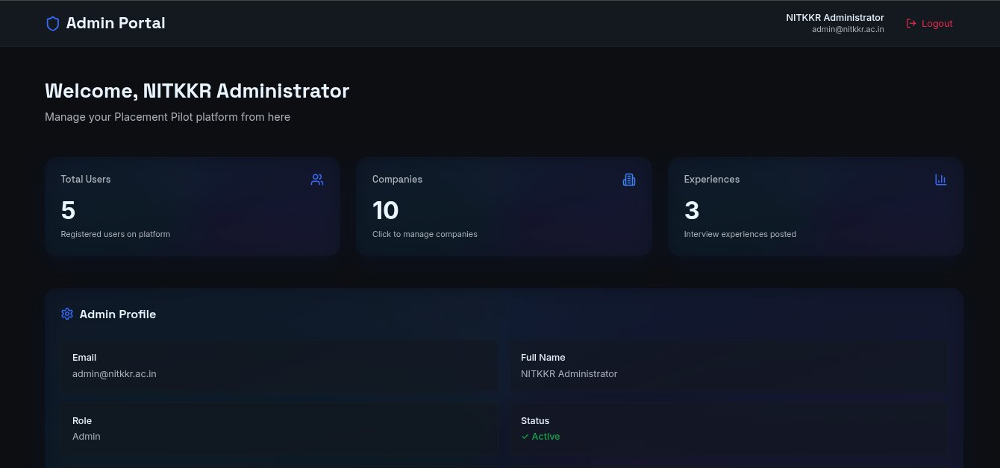 Admin Portal
NITKKR Administrator
admin@nitkkr.ac.in
Logout
Welcome, NITKKR Administrator
Manage your Placement Pilot platform from here
Total Users
5
Registered users on platform
Companies
10
Click to manage companies
Experiences
3
Interview experiences posted
Admin Profile
Email
admin@nitkkr.ac.in
Full Name
NITKKR Administrator
Role
Admin
Status
✓ Active